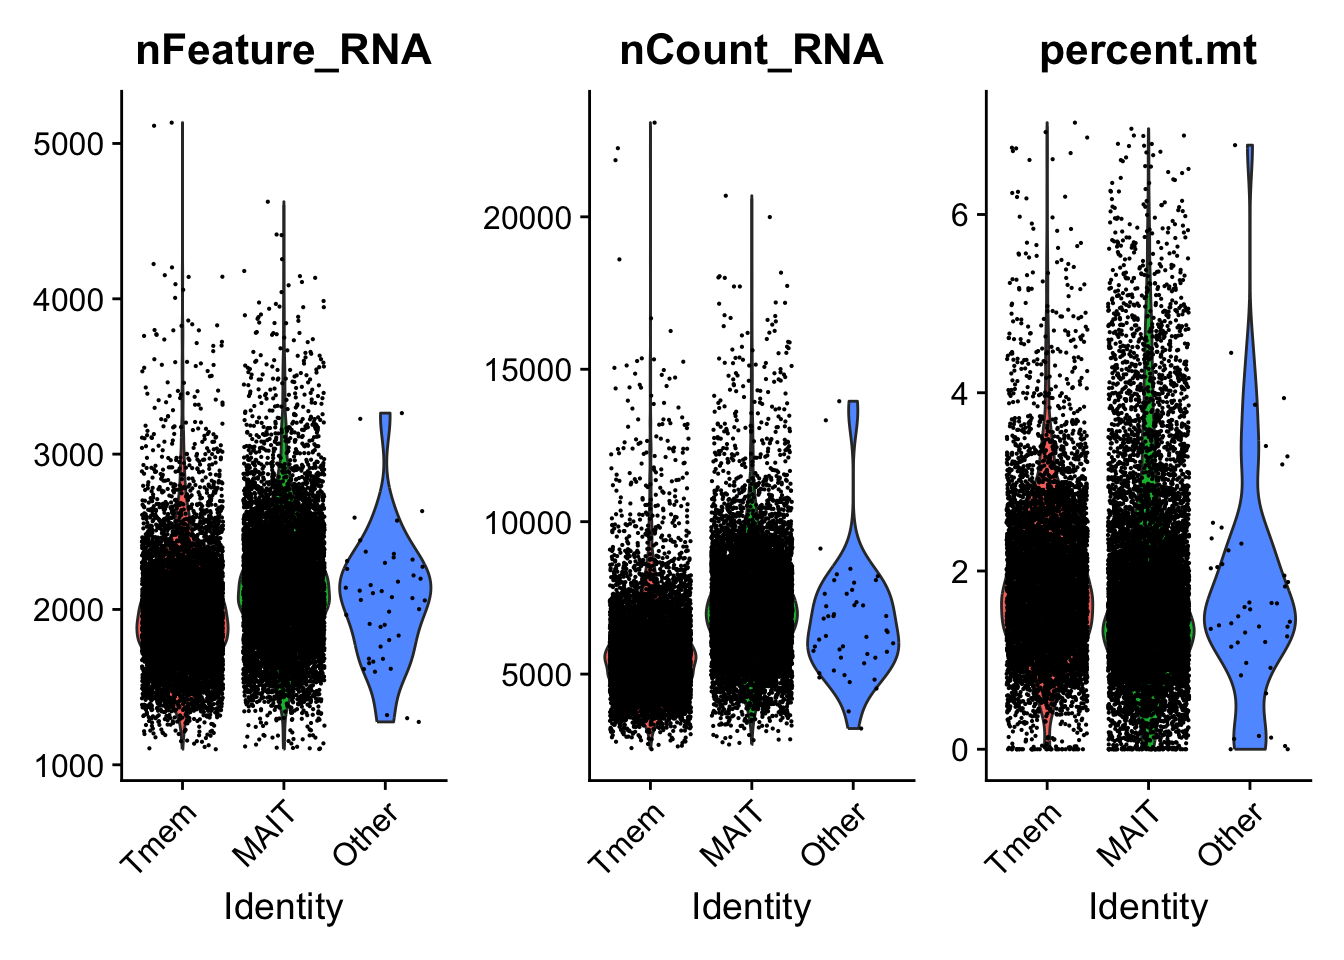 nFeature_RNA
5000
4000
3000
2000
1000
Tmem
MAIT
Other
Identity
nCount_RNA
20000
15000
10000
5000
Tmem
MAIT
Other
Identity
percent.mt
6
4
2
0
Tmem
MAIT
Other
Identity